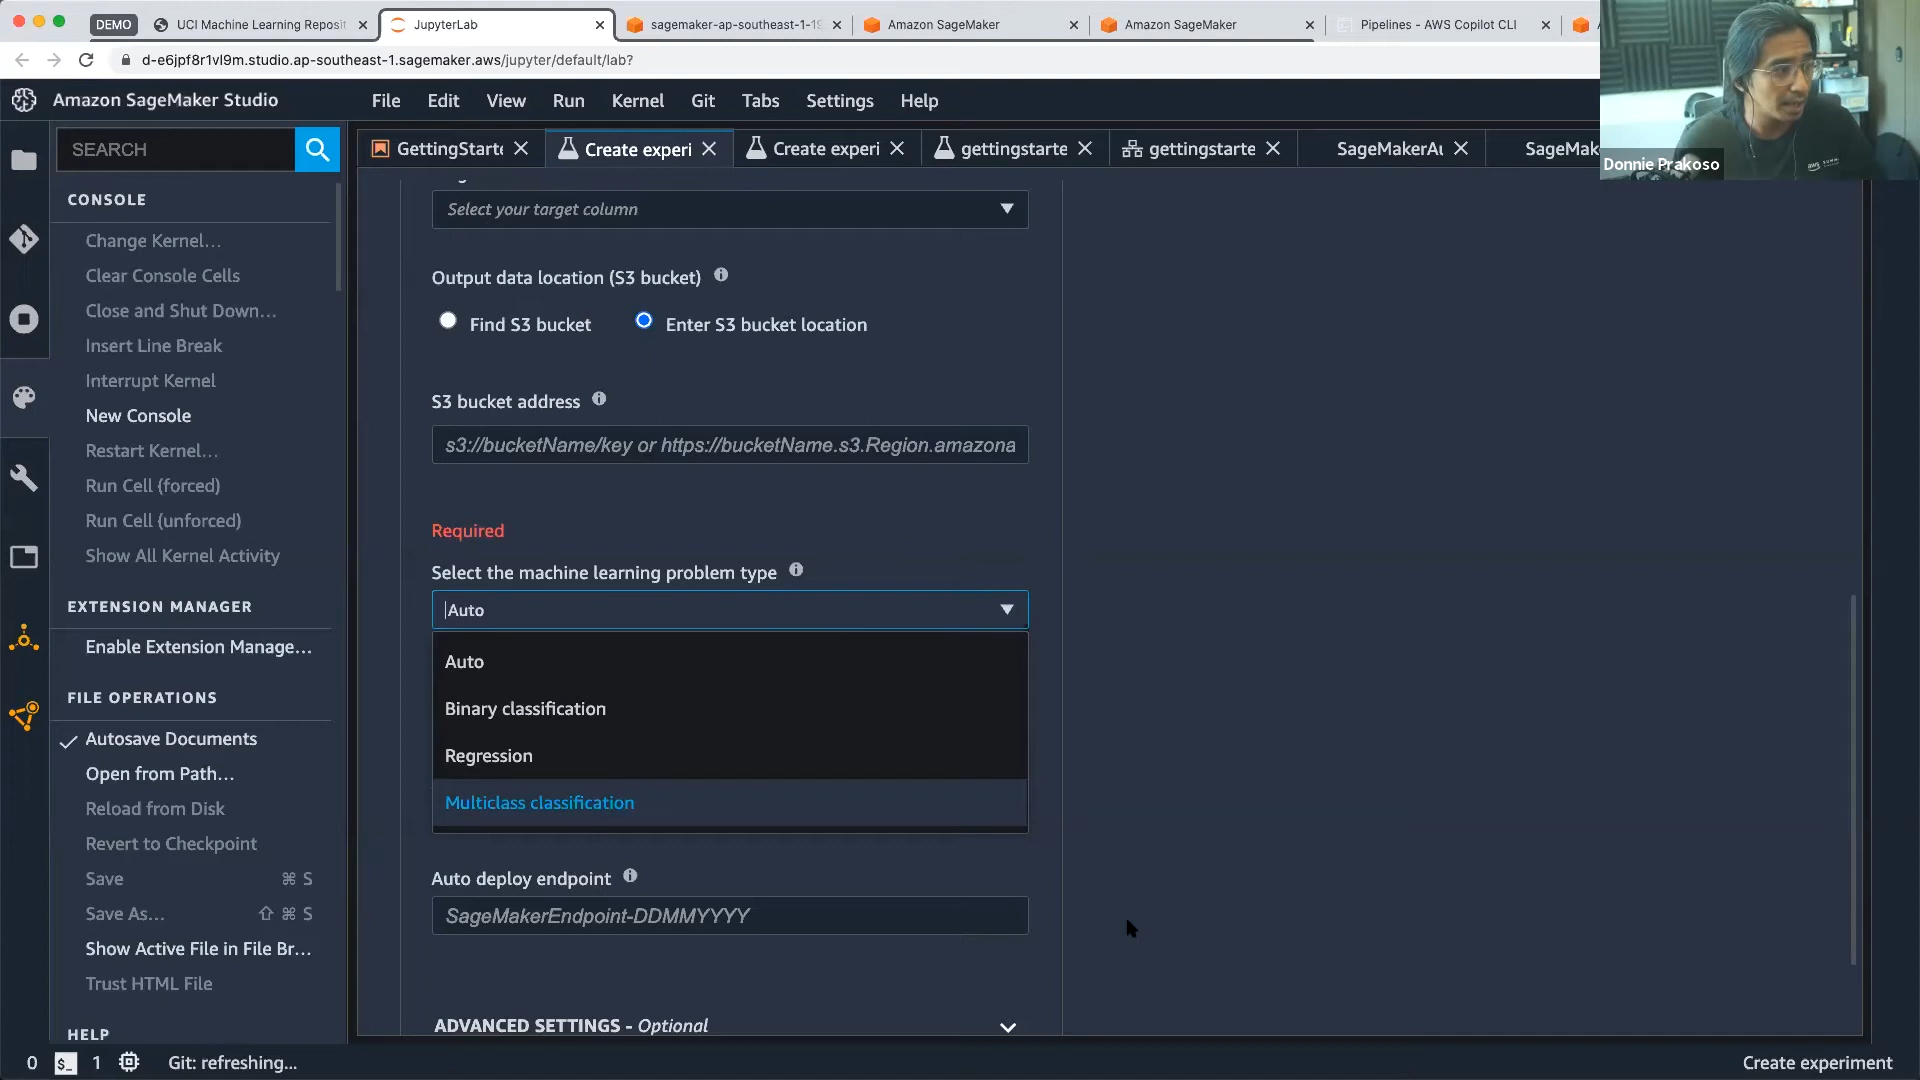 DEMO
UCI Machine Learning Reposit
JupyterLab
sagemaker-ap-southeast-1-19
Amazon SageMaker
Amazon SageMaker
Pipelines - AWS Copilot CLI
d-e6jpf8r1vl9m.studio.ap-southeast-1.sagemaker.aws/jupyter/default/lab?
Amazon SageMaker Studio
File
Edit
View
Run
Kernel
Git
Tabs
Settings
Help
SEARCH
GettingStarte
Create experi
Create experi
gettingstarte
gettingstarte
SageMakerAu
SageMak
Donnie Prakoso
CONSOLE
Change Kernel...
Clear Console Cells
Close and Shut Down...
Insert Line Break
Interrupt Kernel
New Console
Restart Kernel...
Run Cell (forced)
Run Cell (unforced)
Show All Kernel Activity
EXTENSION MANAGER
Enable Extension Manage...
FILE OPERATIONS
Autosave Documents
Open from Path...
Reload from Disk
Revert to Checkpoint
Save ⌘ S
Save As... ⇧ ⌘ S
Show Active File in File Br...
Trust HTML File
HELP
Select your target column
Output data location (S3 bucket)
Find S3 bucket
Enter S3 bucket location
S3 bucket address
s3://bucketName/key or https://bucketName.s3.Region.amazona
Required
Select the machine learning problem type
Auto
Auto
Binary classification
Regression
Multiclass classification
Auto deploy endpoint
SageMakerEndpoint-DDMMYYYY
ADVANCED SETTINGS - Optional
0
$_
1
Git: refreshing...
Create experiment